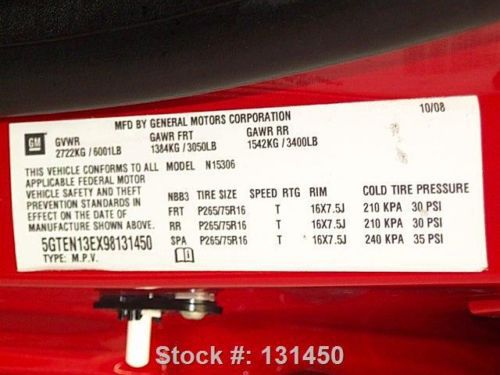 MFD BY GENERAL MOTORS CORPORATION 10/08
GM GVWR GAWR FRT GAWR RR
2722KG / 6001LB 1384KG / 3050LB 1542KG / 3400LB
THIS VEHICLE CONFORMS TO ALL MODEL N15306
APPLICABLE FEDERAL MOTOR
VEHICLE SAFETY AND THEFT
PREVENTION STANDARDS IN
EFFECT ON THE DATE OF
MANUFACTURE SHOWN ABOVE.
5GTEN13EX98131450
TYPE: M.P.V.
NBB3 TIRE SIZE SPEED RTG RIM COLD TIRE PRESSURE
FRT P265/75R16 T 16X7.5J 210 KPA 30 PSI
RR P265/75R16 T 16X7.5J 210 KPA 30 PSI
SPA P265/75R16 T 16X7.5J 240 KPA 35 PSI
Stock #: 131450